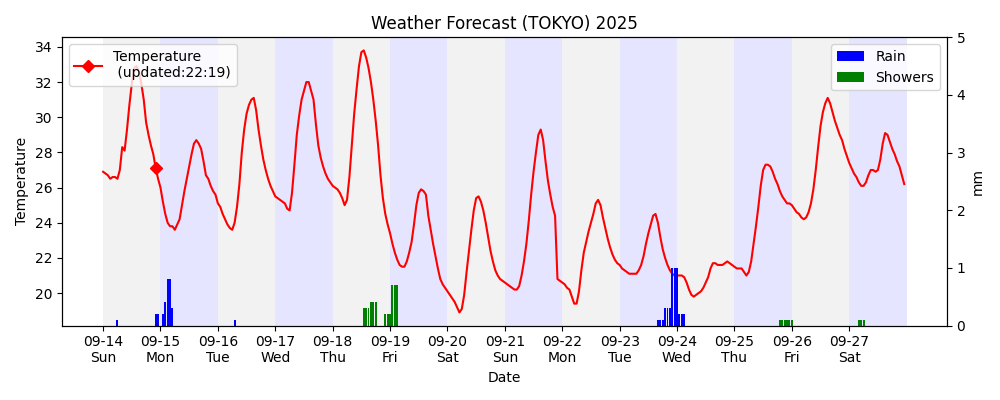 Weather Forecast (TOKYO) 2025
Temperature
(updated:22:19)
Rain
Showers
Temperature
34
32
30
28
26
24
22
20
5
4
3
2
1
0
mm
09-14 09-15 09-16 09-17 09-18 09-19 09-20 09-21 09-22 09-23 09-24 09-25 09-26 09-27
Sun Mon Tue Wed Thu Fri Sat Sun Mon Tue Wed Thu Fri Sat
Date